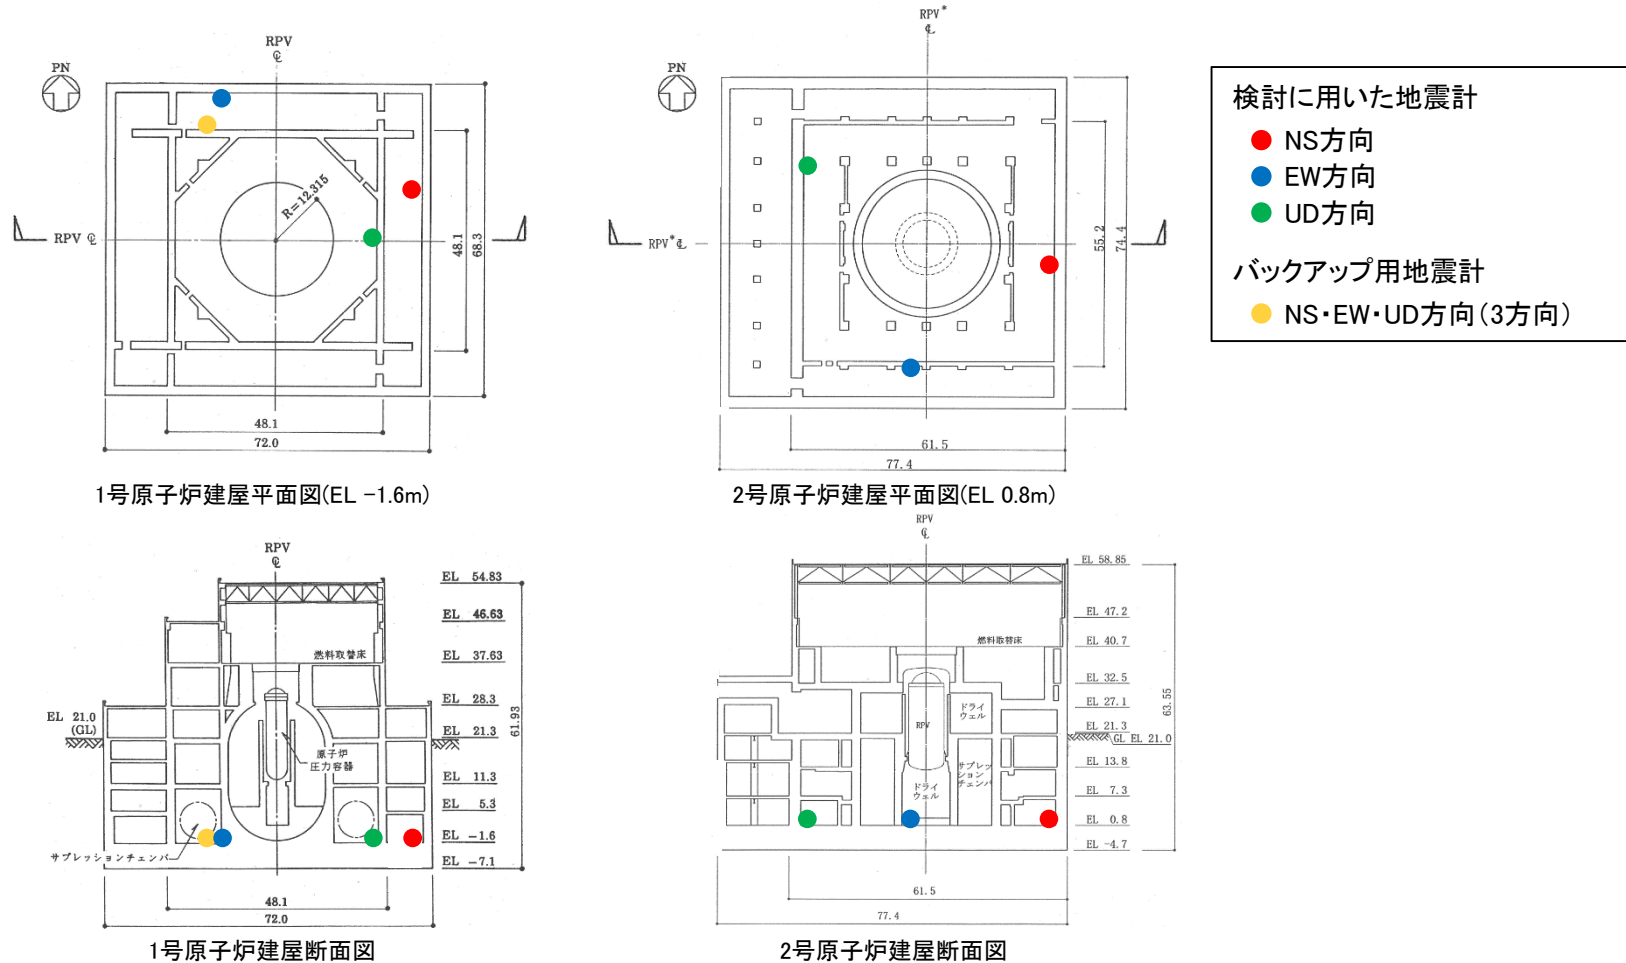 RPV
℄
PN
R=12.315
RPV ℄
48.1
68.3
48.1
72.0
1号原子炉建屋平面図(EL -1.6m)
RPV*
℄
PN
RPV*℄
55.2
74.4
61.5
77.4
2号原子炉建屋平面図(EL 0.8m)
検討に用いた地震計
NS方向
EW方向
UD方向
バックアップ用地震計
NS・EW・UD方向(3方向)
RPV
℄
EL 54.83
EL 46.63
燃料取替床
EL 37.63
EL 28.3
EL 21.0
(GL)
EL 21.3
61.93
原子炉
圧力容器
EL 11.3
EL 5.3
EL -1.6
サプレッションチェンバ
EL -7.1
48.1
72.0
1号原子炉建屋断面図
RPV
℄
EL 58.85
EL 47.2
燃料取替床
EL 40.7
EL 32.5
ドライ
ウェル
EL 27.1
63.55
RPV
EL 21.3
GL EL 21.0
サプレッ
ション
チェンバ
EL 13.8
ドライ
ウェル
EL 7.3
EL 0.8
EL -4.7
61.5
77.4
2号原子炉建屋断面図